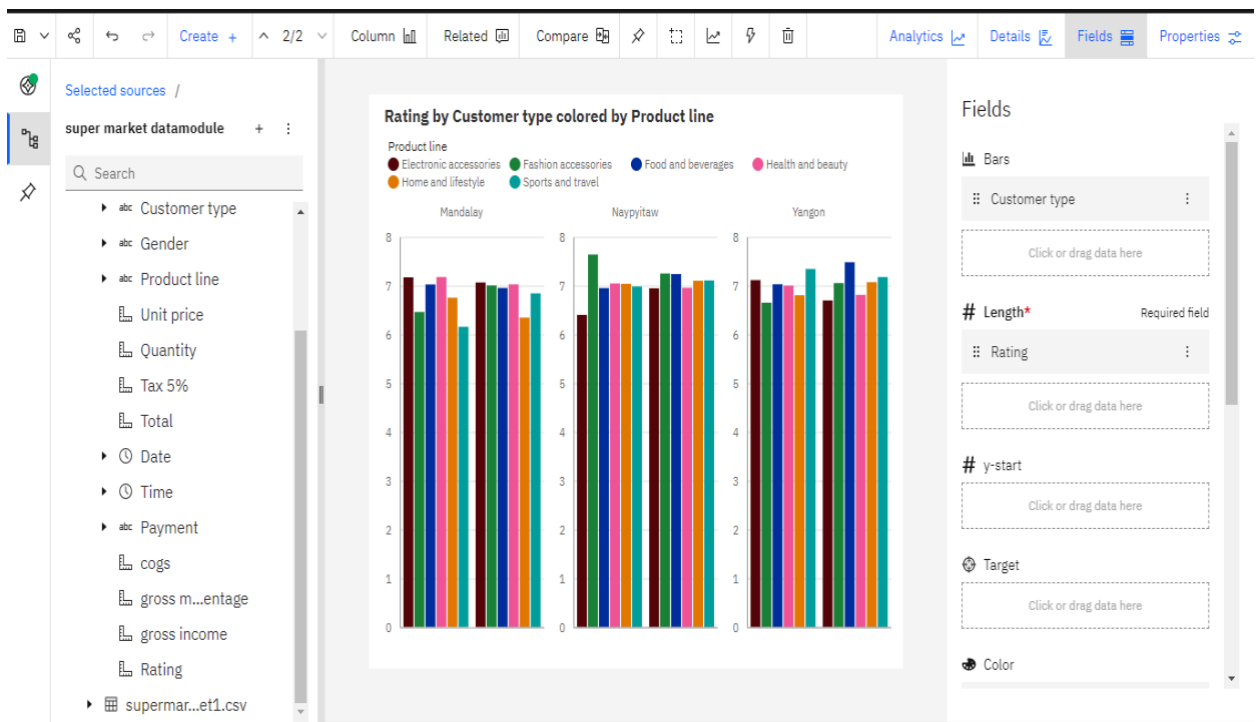 Create + 2/2 Column Related Compare Analytics Details Fields Properties
Selected sources /
super market datamodule
Search
abc Customer type
abc Gender
abc Product line
Unit price
Quantity
Tax 5%
Total
Date
Time
abc Payment
cogs
gross m...entage
gross income
Rating
supermar...et1.csv
Rating by Customer type colored by Product line
Product line
Electronic accessories Fashion accessories Food and beverages Health and beauty
Home and lifestyle Sports and travel
Mandalay Naypyitaw Yangon
8 8 8
7 7 7
6 6 6
5 5 5
4 4 4
3 3 3
2 2 2
1 1 1
0 0 0
Fields
Bars
Customer type
Click or drag data here
# Length* Required field
Rating
Click or drag data here
# y-start
Click or drag data here
Target
Click or drag data here
Color